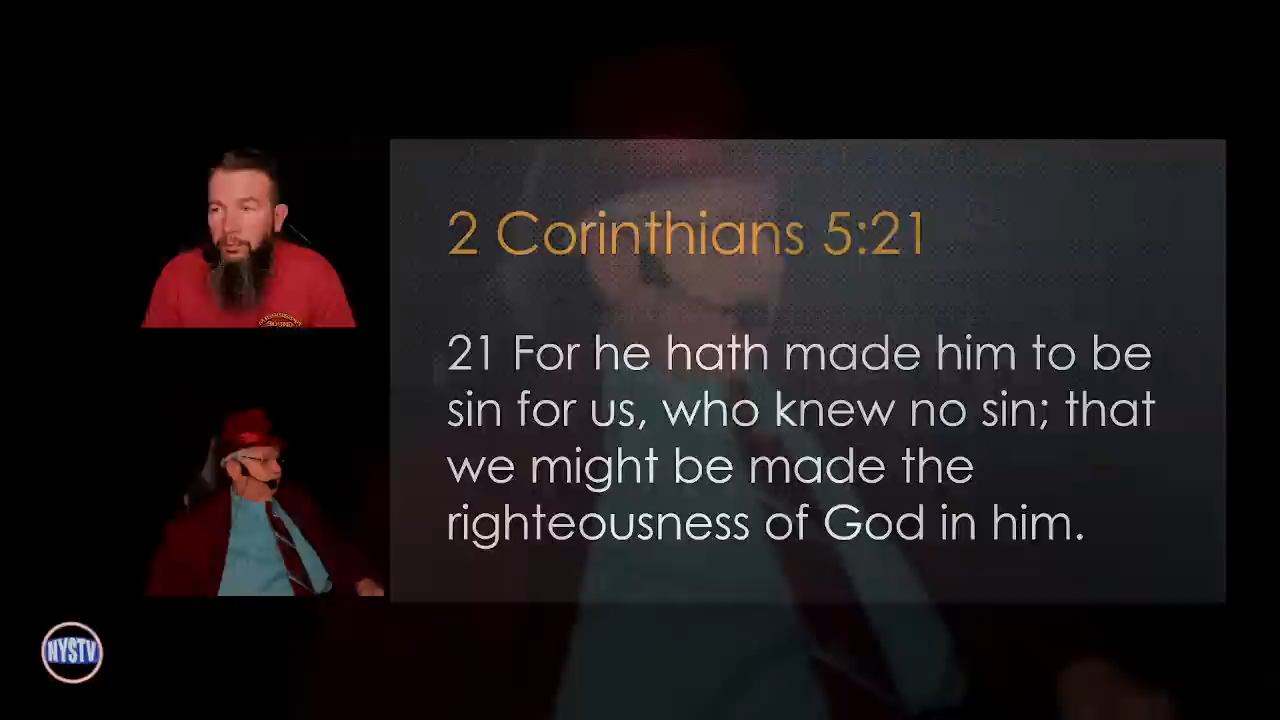 2 Corinthians 5:21
21 For he hath made him to be
sin for us, who knew no sin; that
we might be made the
righteousness of God in him.
NYSTV